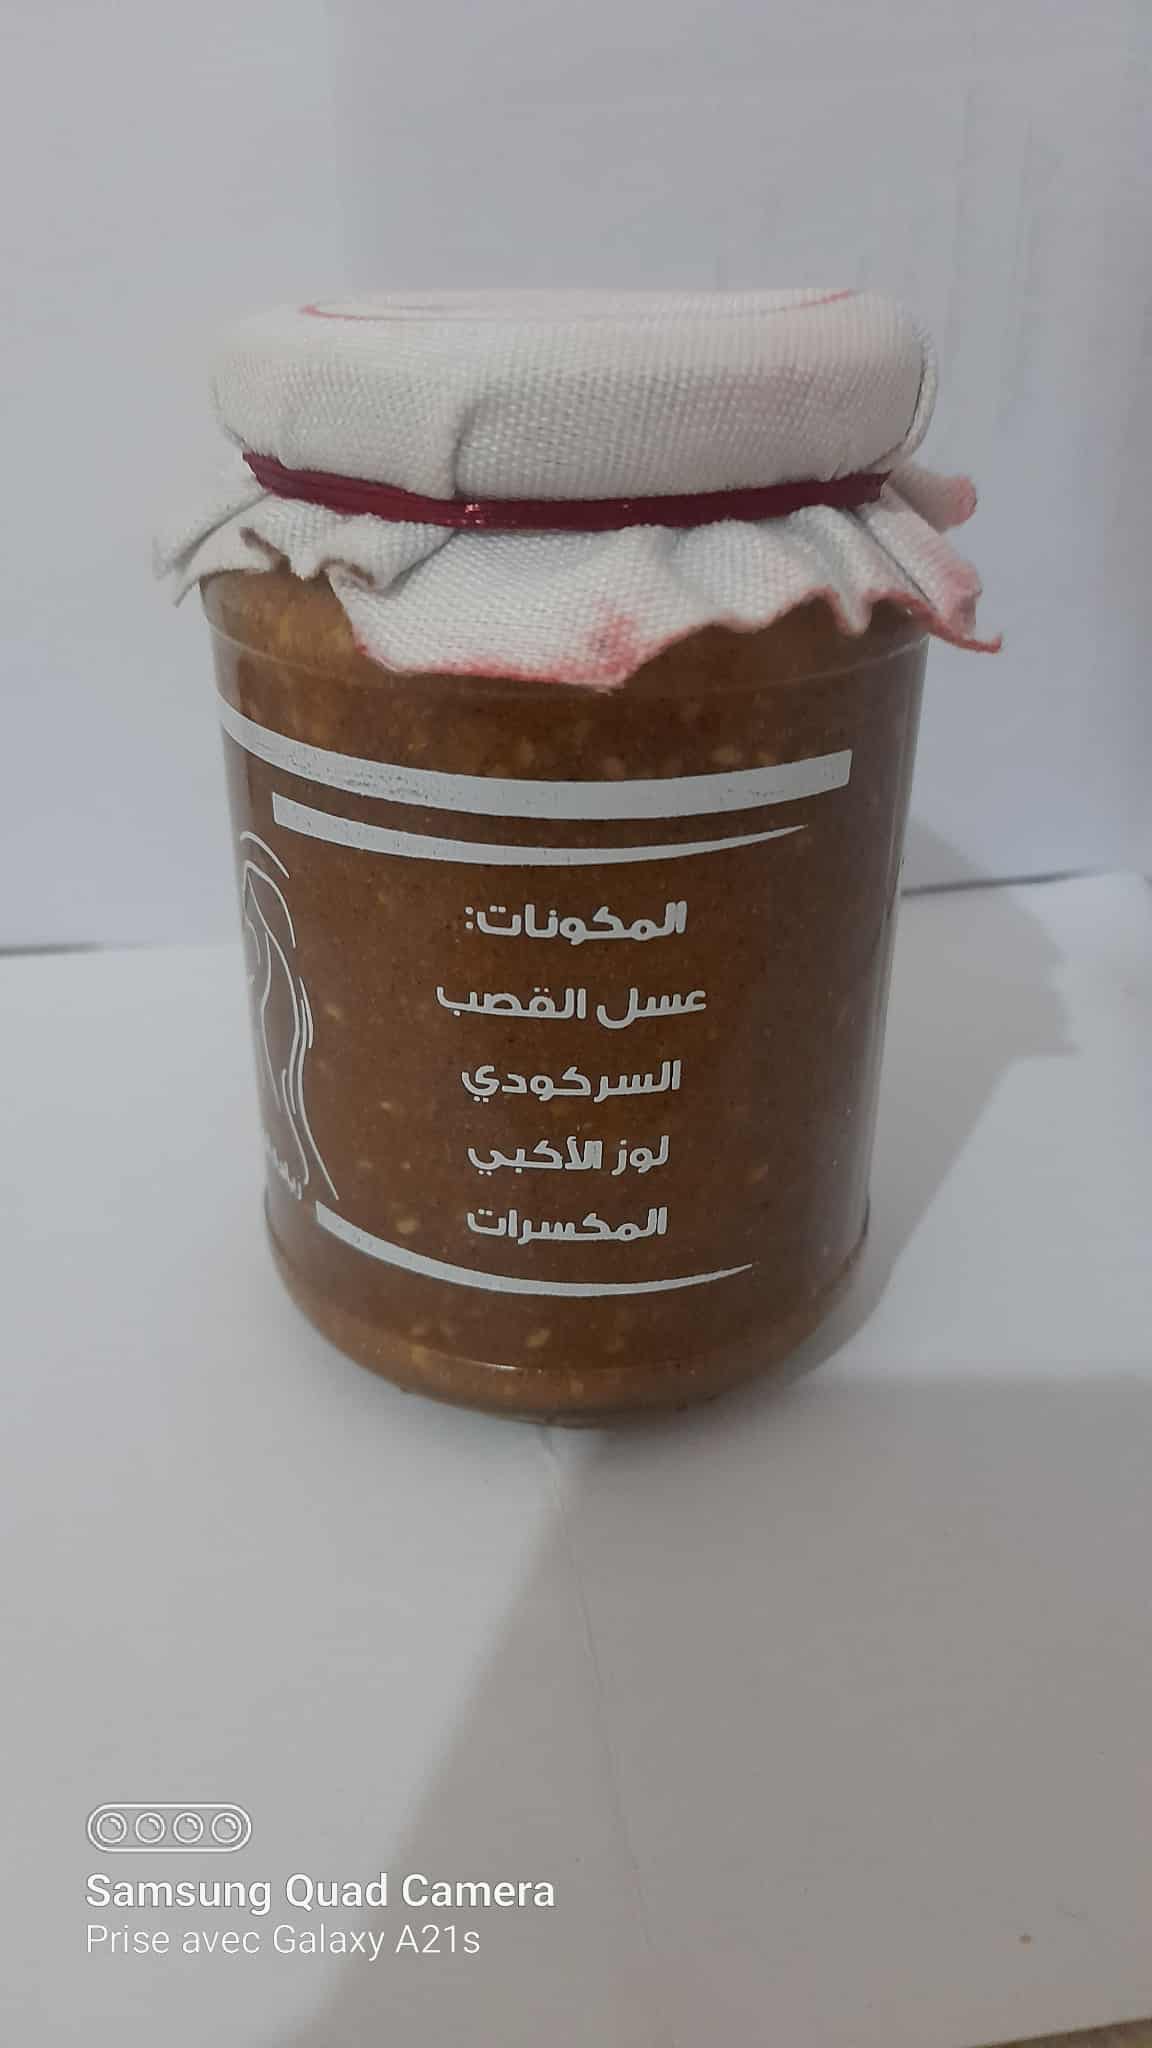 المكونات:
عسل القصب
السركودي
لوز الأكبي
المكسرات
Samsung Quad Camera
Prise avec Galaxy A21s